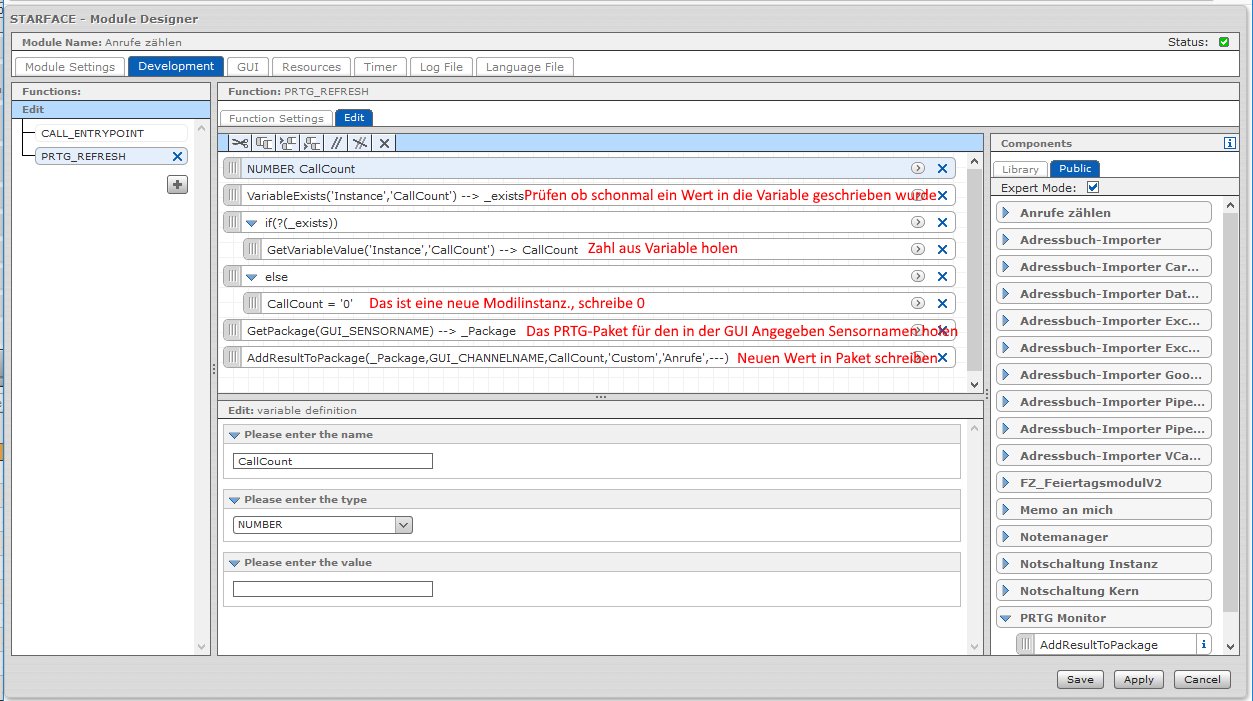 STARFACE - Module Designer
Module Name: Anrufe zählen
Status:
Module Settings
Development
GUI
Resources
Timer
Log File
Language File
Functions:
Edit
CALL_ENTRYPOINT
PRTG_REFRESH
Function: PRTG_REFRESH
Function Settings
Edit
NUMBER CallCount
VariableExists('Instance','CallCount') --> _exists Prüfen ob schonmal ein Wert in die Variable geschrieben wurde
if(?(_exists))
GetVariableValue('Instance','CallCount') --> CallCount Zahl aus Variable holen
else
CallCount = '0' Das ist eine neue Modilinstanz., schreibe 0
GetPackage(GUI_SENSORNAME) --> _Package Das PRTG-Paket für den in der GUI Angegeben Sensornamen holen
AddResultToPackage(_Package,GUI_CHANNELNAME,CallCount,'Custom','Anrufe',---) Neuen Wert in Paket schreiben
Edit: variable definition
Please enter the name
CallCount
Please enter the type
NUMBER
Please enter the value
Components
Library
Public
Expert Mode:
Anrufe zählen
Adressbuch-Importer
Adressbuch-Importer Car...
Adressbuch-Importer Dat...
Adressbuch-Importer Exc...
Adressbuch-Importer Exc...
Adressbuch-Importer Goo...
Adressbuch-Importer Pipe...
Adressbuch-Importer Pipe...
Adressbuch-Importer VCa...
FZ_FeiertagsmodulV2
Memo an mich
Notemanager
Notschaltung Instanz
Notschaltung Kern
PRTG Monitor
AddResultToPackage
Save
Apply
Cancel